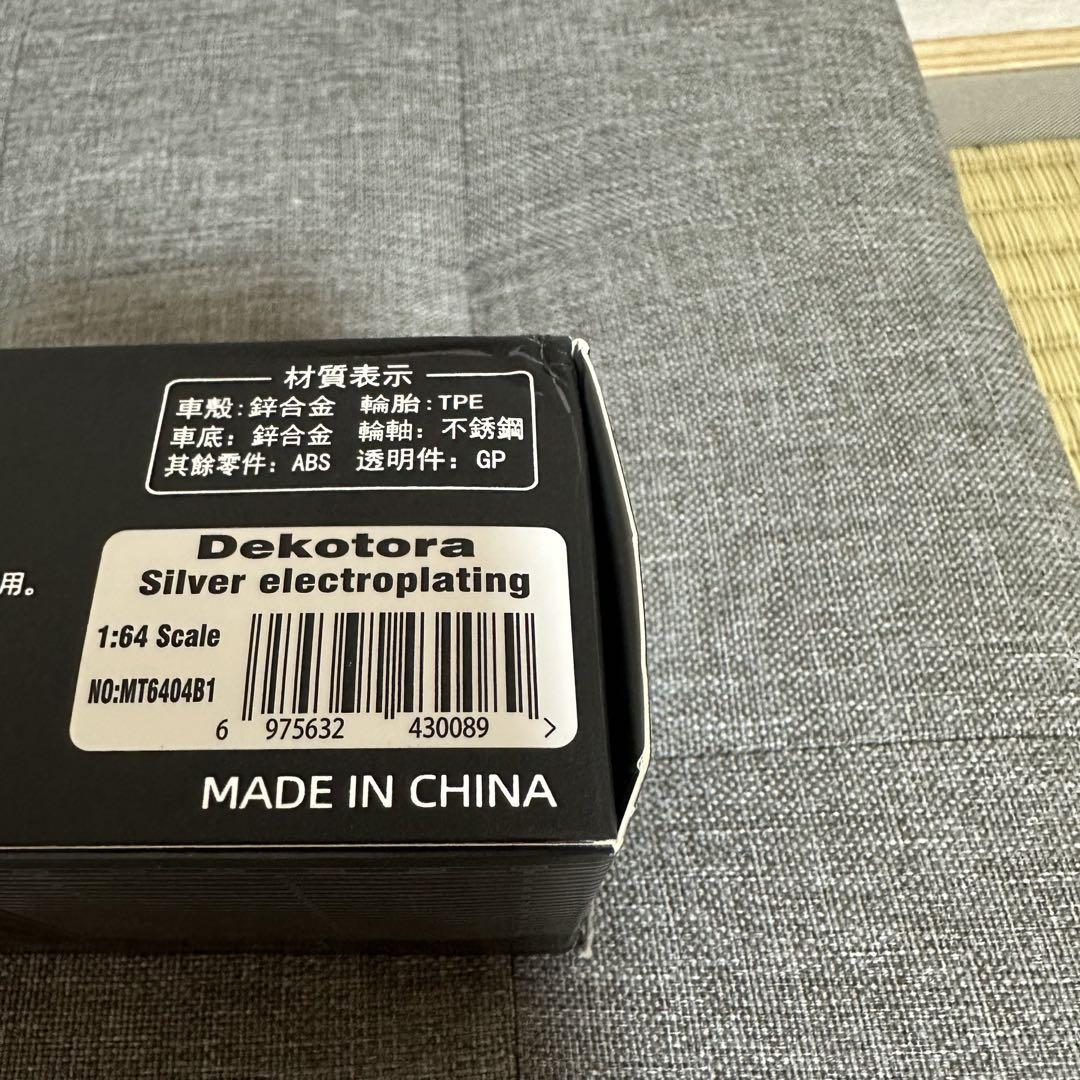 材質表示
車殼:鋅合金 輪胎:TPE
車底:鋅合金 輪軸:不銹鋼
其餘零件:ABS 透明件:GP
用。
Dekotora
Silver electroplating
1:64 Scale
NO:MT6404B1
6 975632 430089 >
MADE IN CHINA